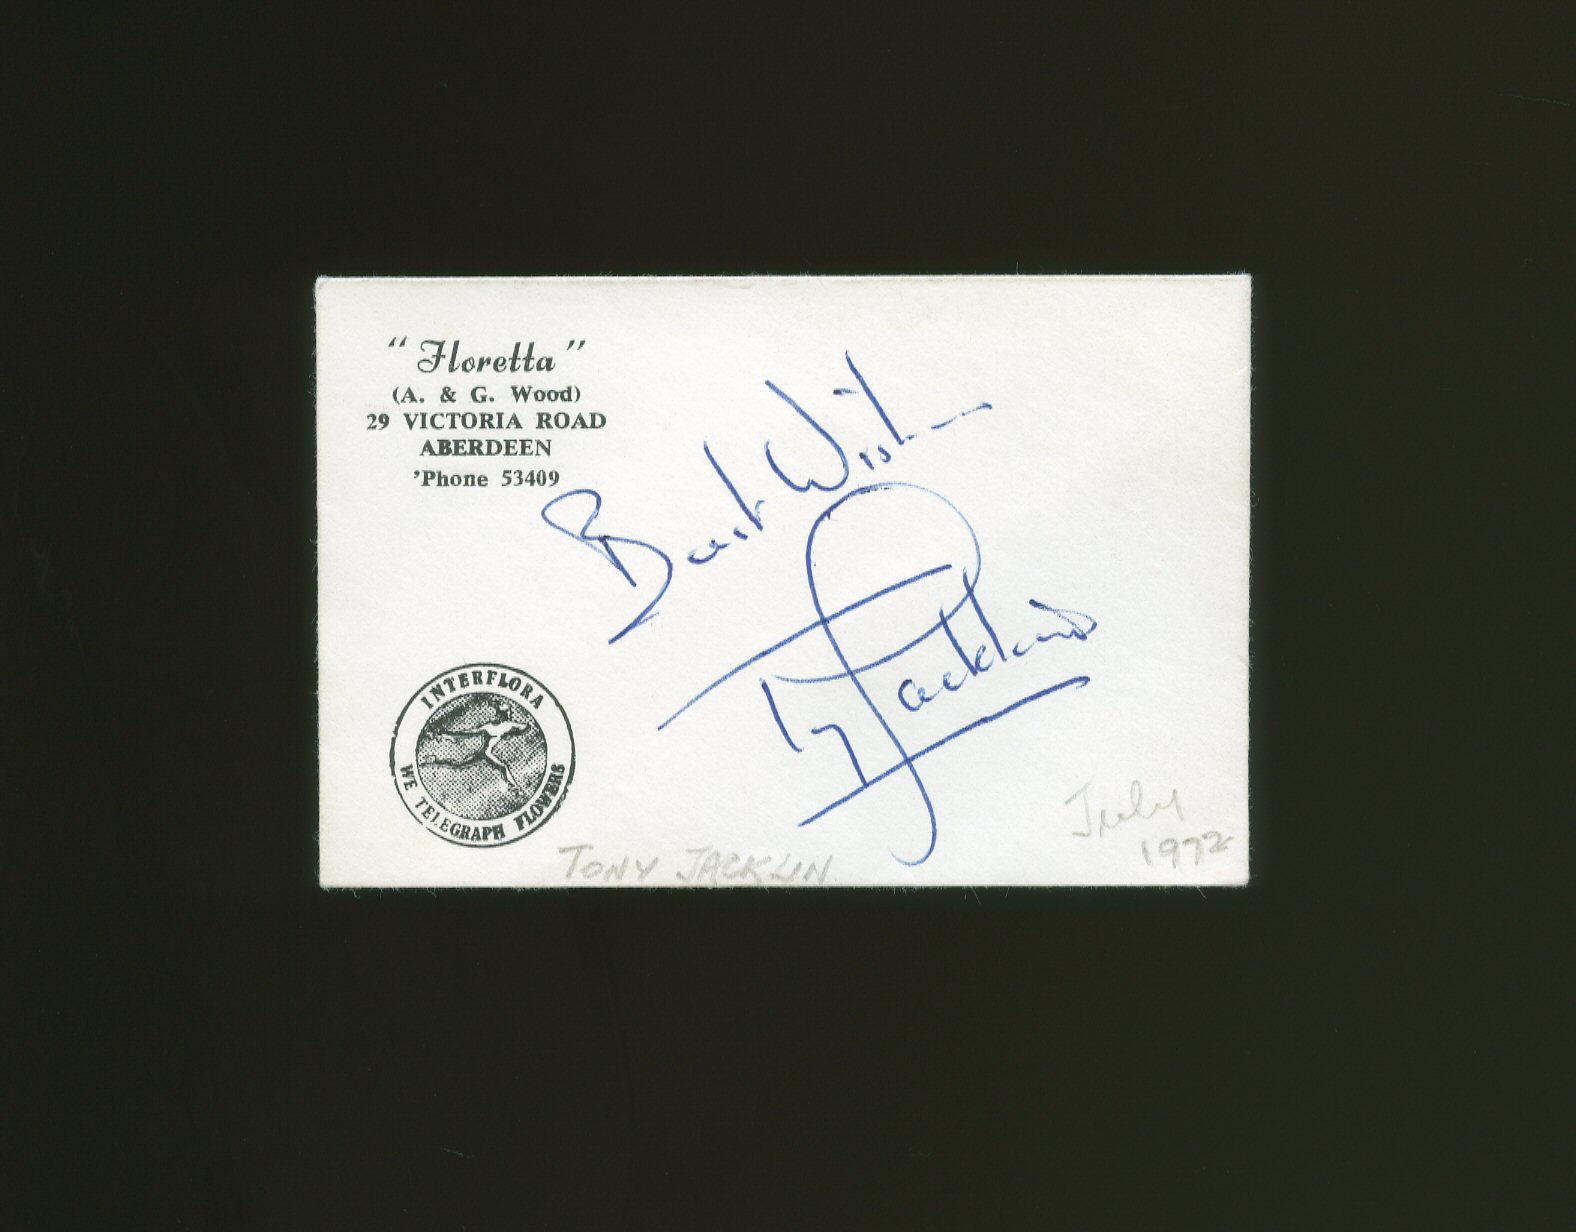 "Floretta"
(A. & G. Wood)
29 VICTORIA ROAD
ABERDEEN
'Phone 53409
Best Wishes
Tony Jacklin
INTERFLORA
WE TELEGRAPH FLOWERS
TONY JACKLIN
July
1972